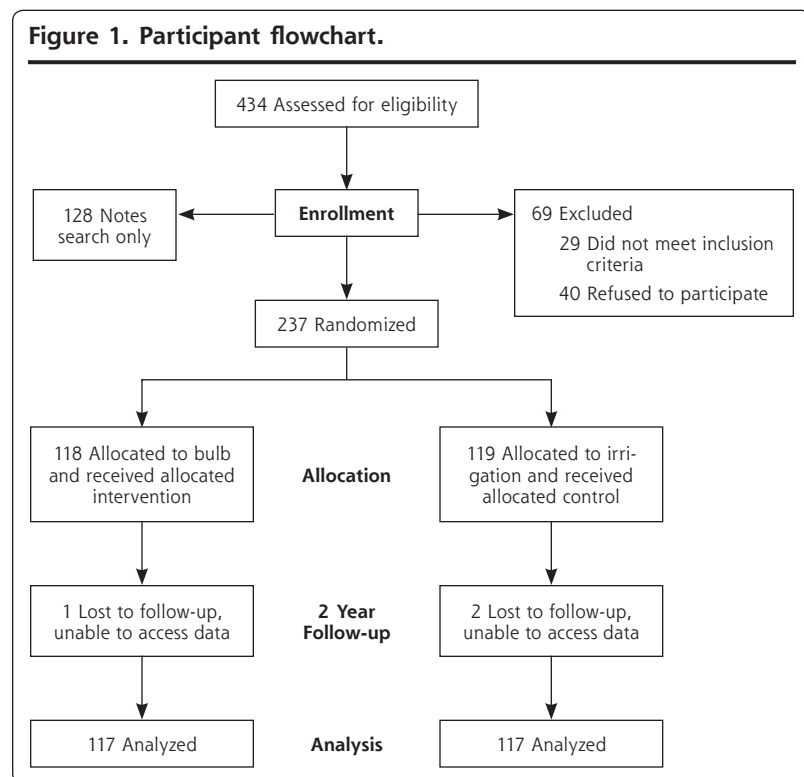 Figure 1. Participant flowchart.
434 Assessed for eligibility
128 Notes
search only
Enrollment
69 Excluded
29 Did not meet inclusion
criteria
40 Refused to participate
237 Randomized
118 Allocated to bulb
and received allocated
intervention
Allocation
119 Allocated to irri-
gation and received
allocated control
1 Lost to follow-up,
unable to access data
2 Year
Follow-up
2 Lost to follow-up,
unable to access data
117 Analyzed
Analysis
117 Analyzed